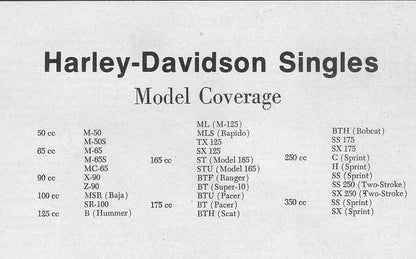 Harley-Davidson Singles
Model Coverage
50 cc M-50
M-50S
65 cc M-65
M-65S
MC-65
90 cc X-90
Z-90
100 cc MSR (Baja)
SR-100
125 cc B (Hummer)
ML (M-125)
MLS (Rapido)
TX 125
SX 125
165 cc ST (Model 165)
STU (Model 165)
BTF (Ranger)
BT (Super-10)
BTU (Pacer)
175 cc BT (Pacer)
BTH (Scat)
BTH (Bobcat)
SS 175
SX 175
250 cc C (Sprint)
H (Sprint)
SS (Sprint)
SS 250 (Two-Stroke)
SX 250 (Two-Stroke)
350 cc SS (Sprint)
SX (Sprint)